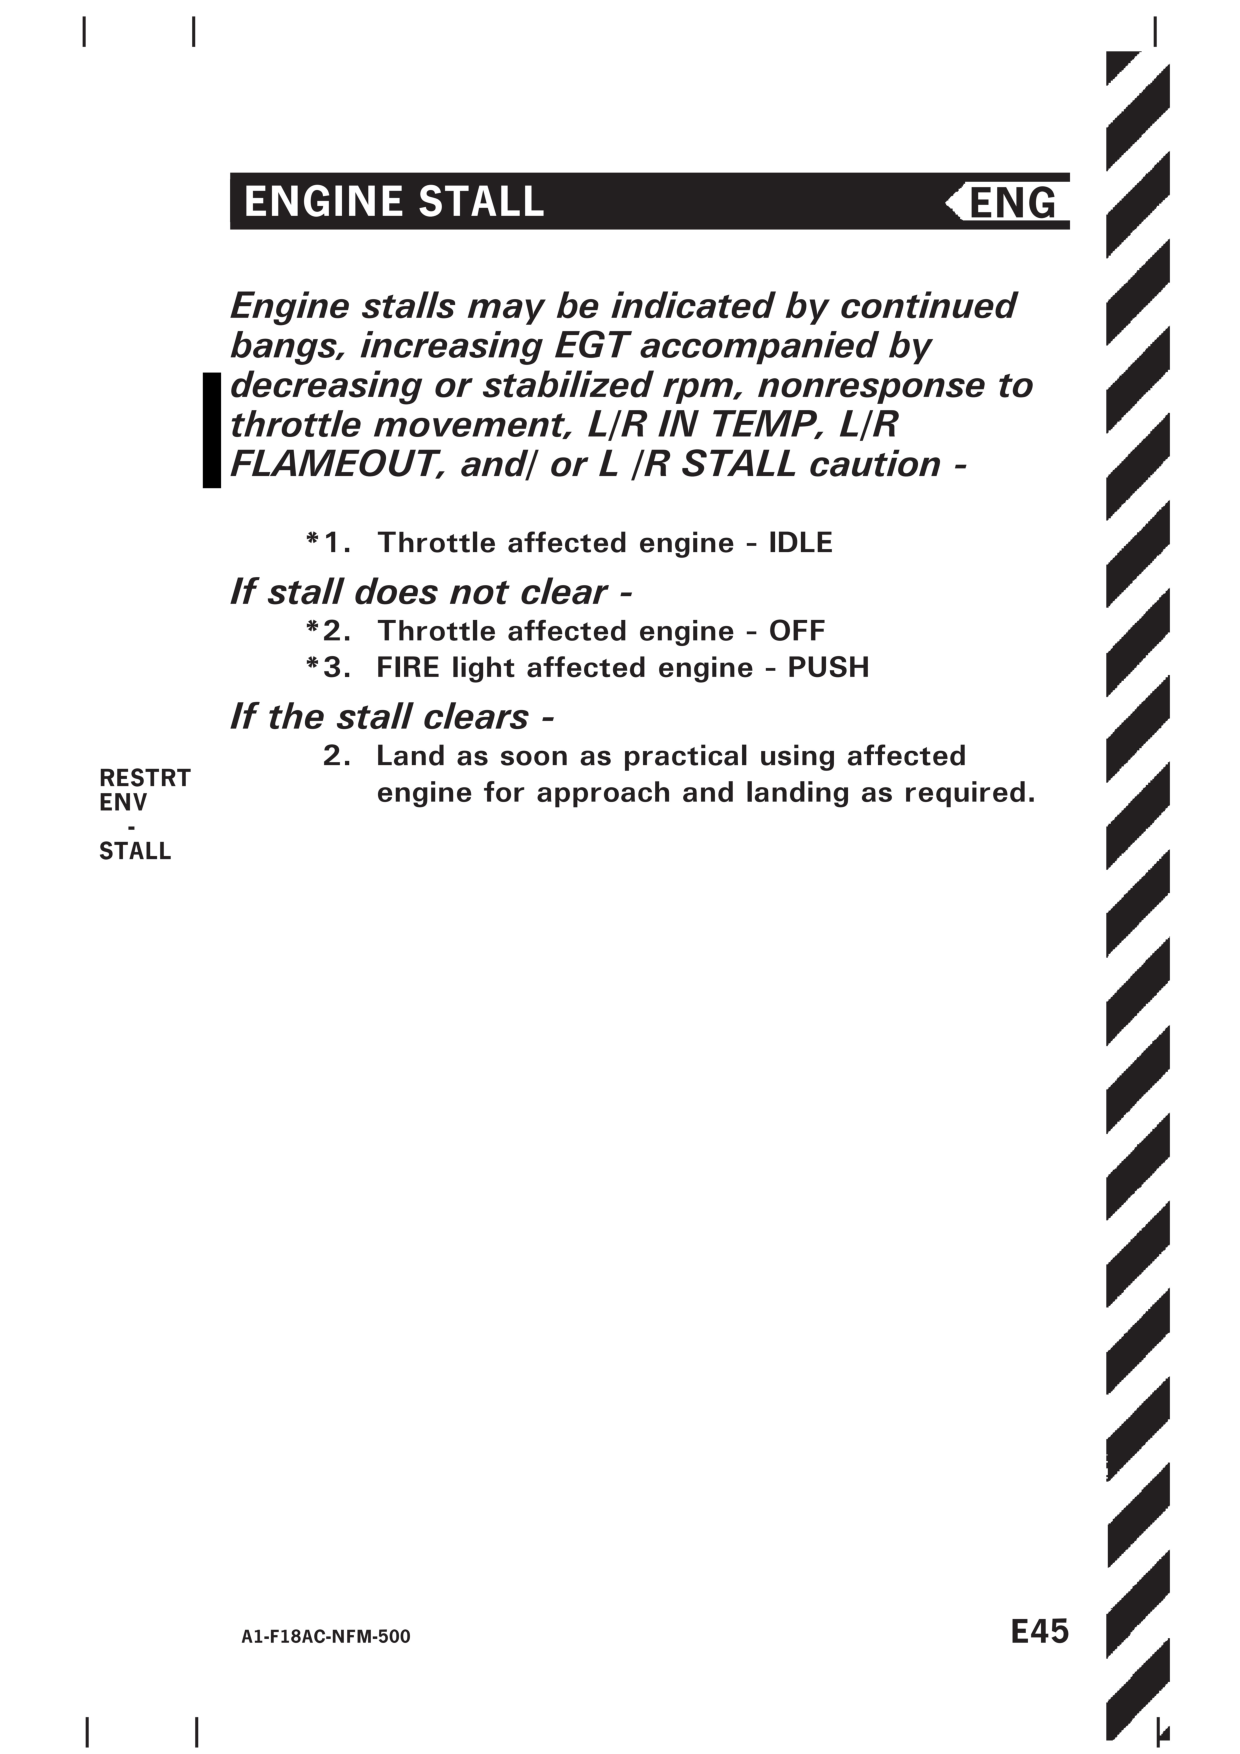 ENGINE STALL
ENG
Engine stalls may be indicated by continued
bangs, increasing EGT accompanied by
decreasing or stabilized rpm, nonresponse to
throttle movement, L/R IN TEMP, L/R
FLAMEOUT, and/ or L /R STALL caution -
*1. Throttle affected engine - IDLE
If stall does not clear -
*2. Throttle affected engine - OFF
*3. FIRE light affected engine - PUSH
If the stall clears -
2. Land as soon as practical using affected
engine for approach and landing as required.
RESTRT
ENV
-
STALL
A1-F18AC-NFM-500
E45